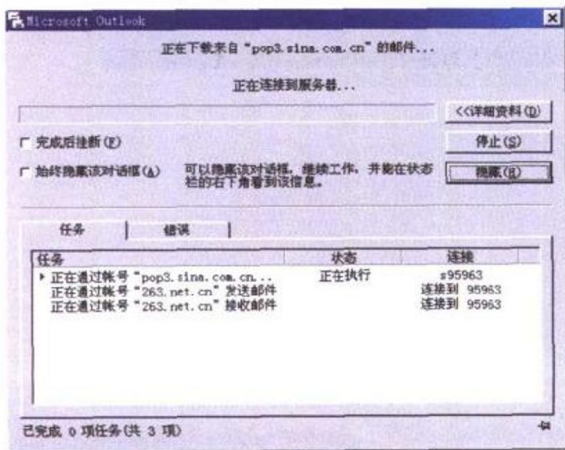 Microsoft Outlook
正在下载来自“pop3.sina.com.cn”的邮件...
正在连接到服务器...
<<详细资料(D)
完成后挂断(F)
停止(S)
始终隐藏该对话框(A)
可以隐藏该对话框，继续工作，并能在状态
栏的右下角看到该信息。
隐藏(H)
任务 错误
任务 状态 连接
正在通过帐号“pop3.sina.com.cn... 正在执行 s95963
正在通过帐号“263.net.cn”发送邮件 连接到 95963
正在通过帐号“263.net.cn”接收邮件 连接到 95963
已完成 0 项任务(共 3 项)